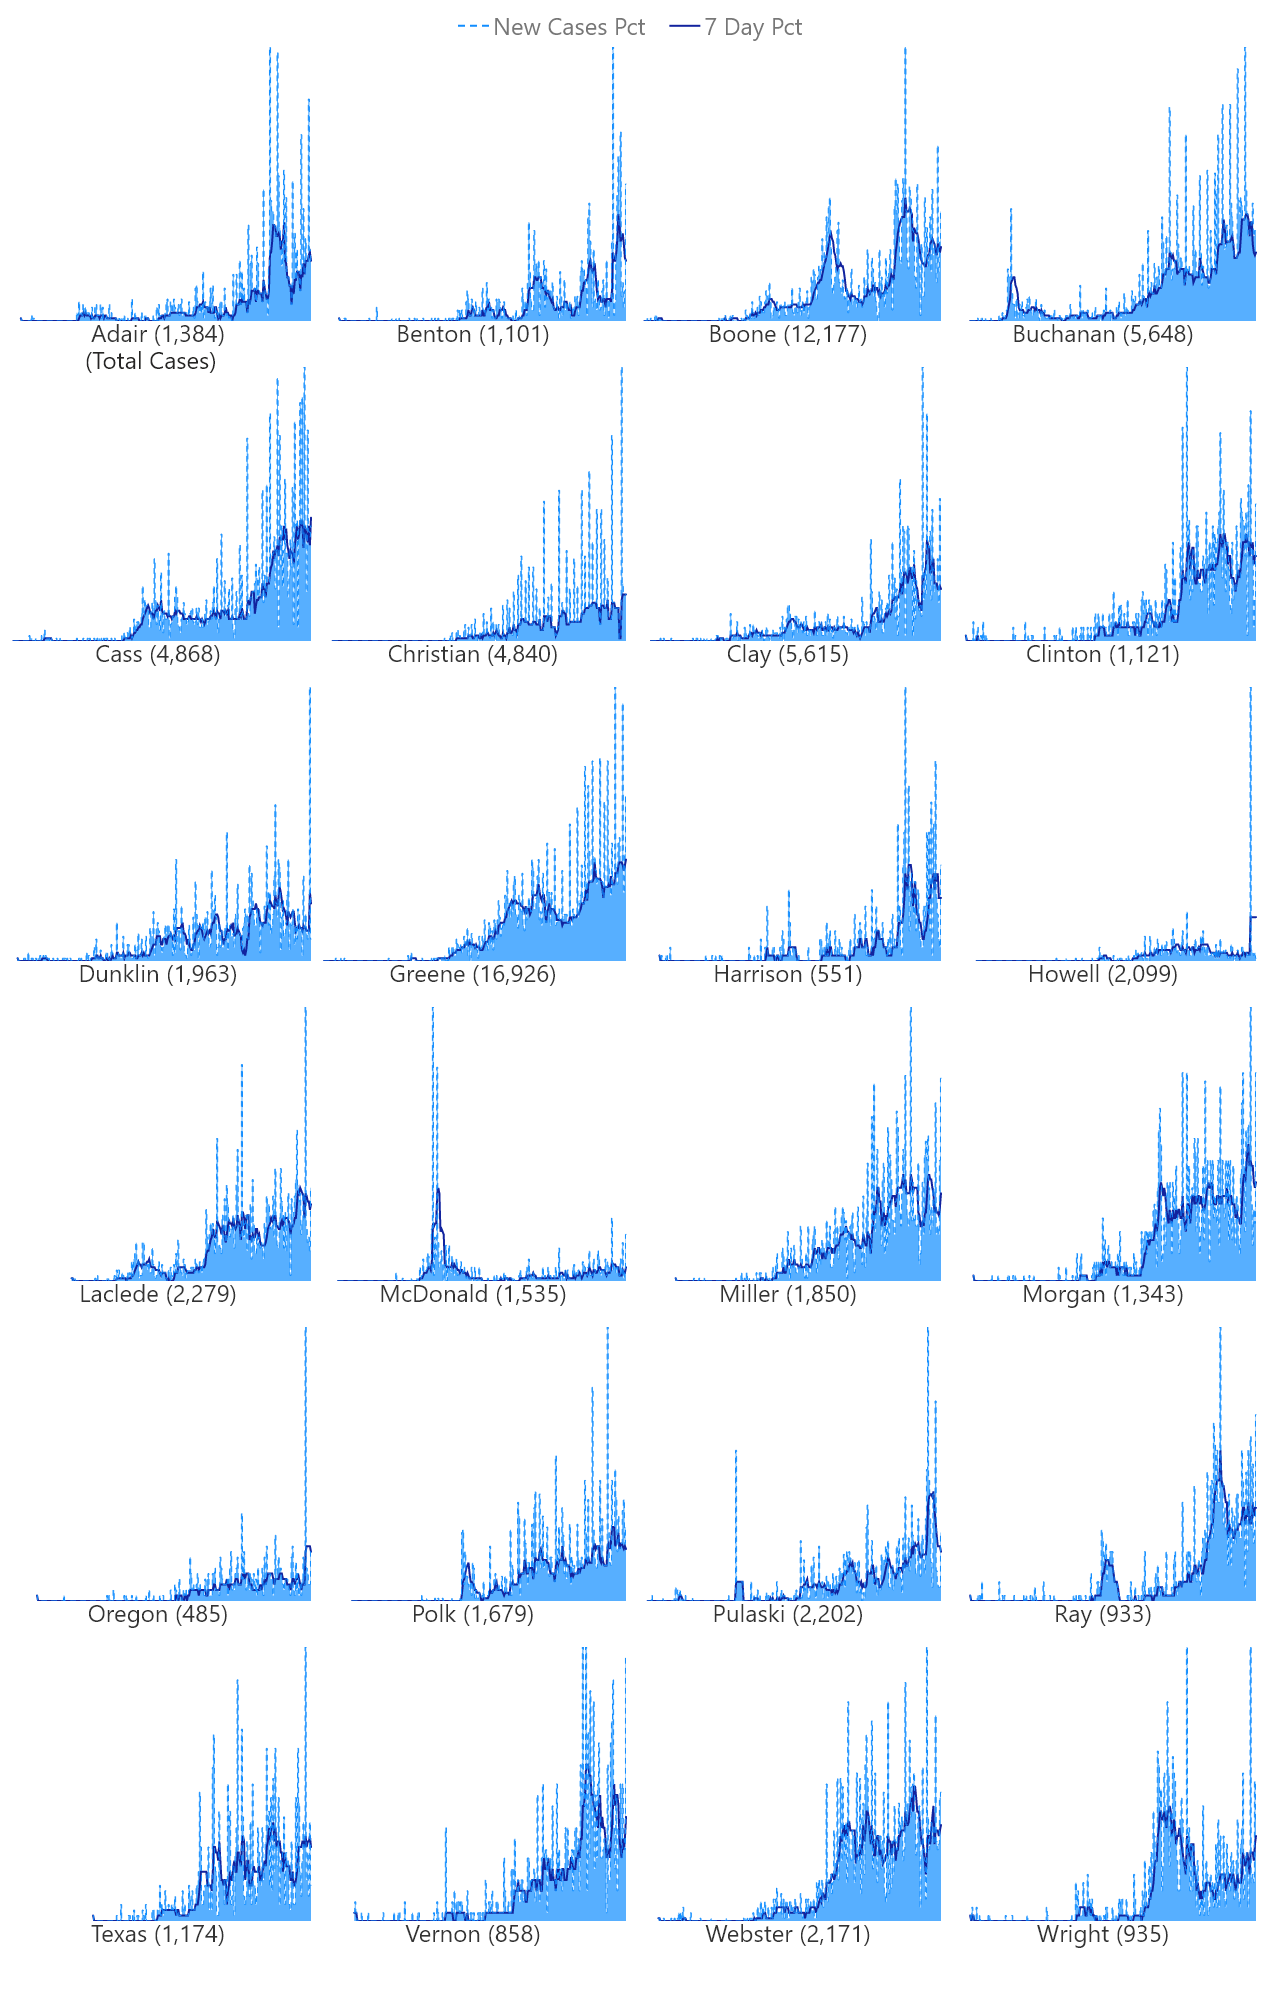 New Cases Pct 7 Day Pct
Adair (1,384) Benton (1,101) Boone (12,177) Buchanan (5,648)
(Total Cases)
Cass (4,868) Christian (4,840) Clay (5,615) Clinton (1,121)
Dunklin (1,963) Greene (16,926) Harrison (551) Howell (2,099)
Laclede (2,279) McDonald (1,535) Miller (1,850) Morgan (1,343)
Oregon (485) Polk (1,679) Pulaski (2,202) Ray (933)
Texas (1,174) Vernon (858) Webster (2,171) Wright (935)